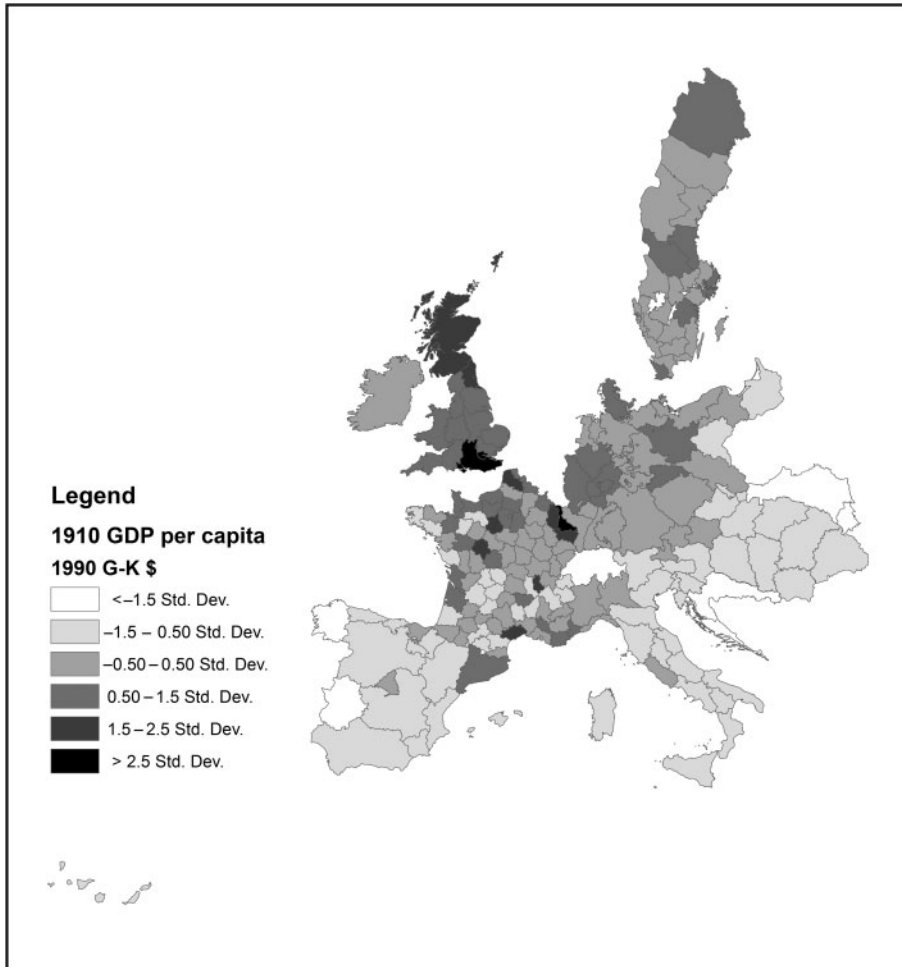 Legend
1910 GDP per capita
1990 G-K $
<–1.5 Std. Dev.
–1.5 – 0.50 Std. Dev.
–0.50 – 0.50 Std. Dev.
0.50 – 1.5 Std. Dev.
1.5 – 2.5 Std. Dev.
> 2.5 Std. Dev.